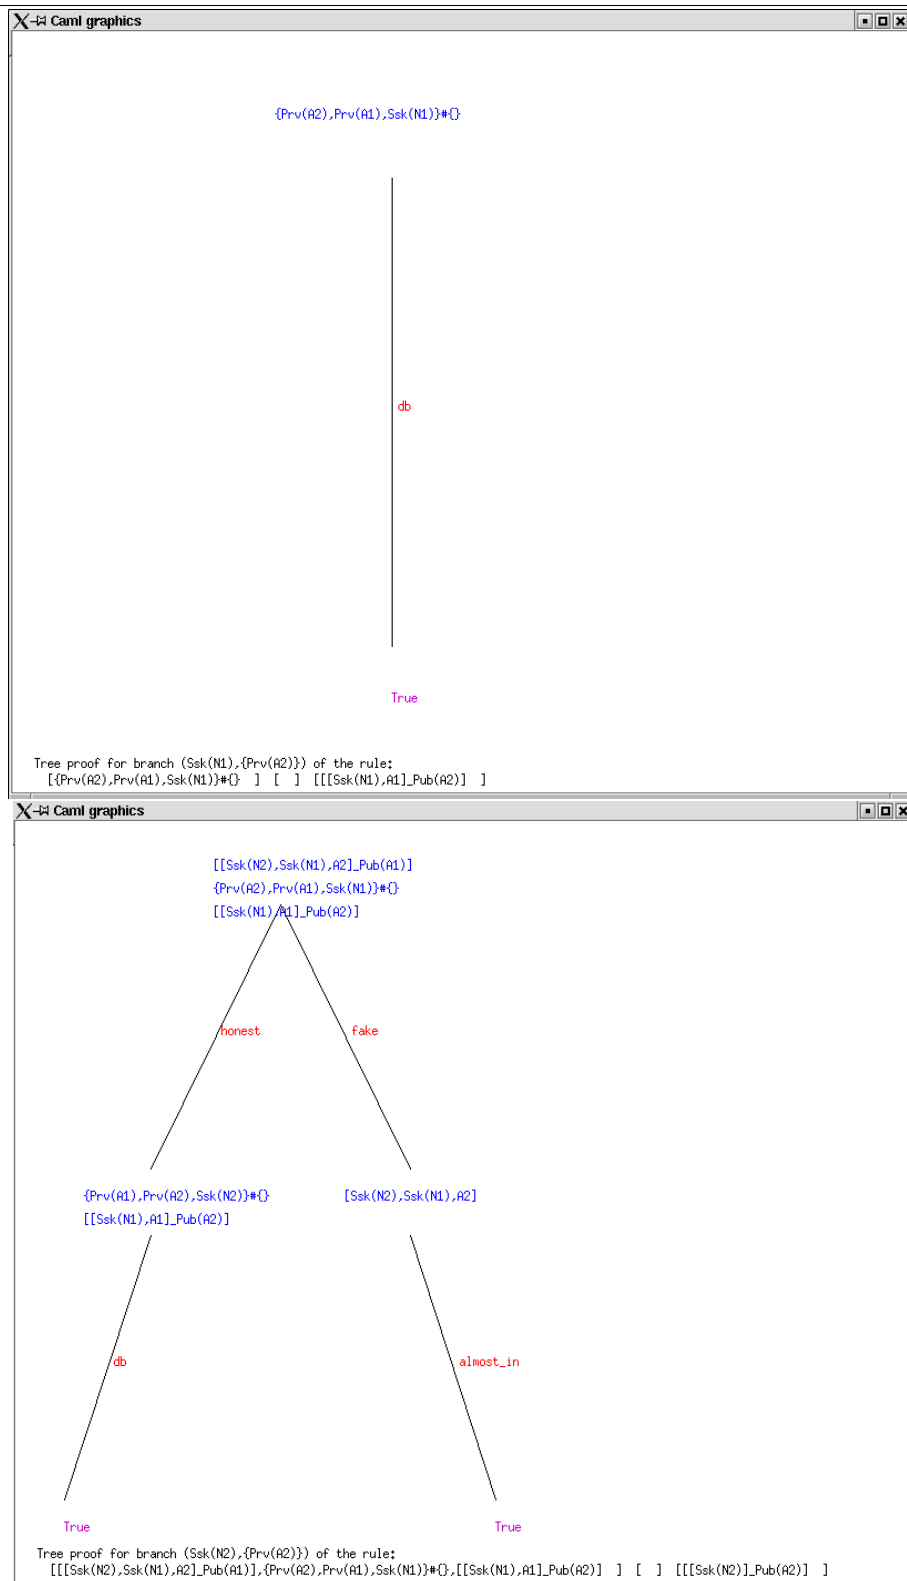 Caml graphics
{Prv(A2),Prv(A1),Ssk(N1)}#{}
db
True
Tree proof for branch (Ssk(N1),{Prv(A2)}) of the rule:
[{Prv(A2),Prv(A1),Ssk(N1)}#{}  ]  [  ]  [[[Ssk(N1),A1]_Pub(A2)]  ]
Caml graphics
[[Ssk(N2),Ssk(N1),A2]_Pub(A1)]
{Prv(A2),Prv(A1),Ssk(N1)}#{}
[[Ssk(N1),A1]_Pub(A2)]
honest fake
{Prv(A1),Prv(A2),Ssk(N2)}#{} [Ssk(N2),Ssk(N1),A2]
[[Ssk(N1),A1]_Pub(A2)]
db almost_in
True True
Tree proof for branch (Ssk(N2),{Prv(A2)}) of the rule:
[[[Ssk(N2),Ssk(N1),A2]_Pub(A1)],{Prv(A2),Prv(A1),Ssk(N1)}#{},[[Ssk(N1),A1]_Pub(A2)]  ]  [  ]  [[[Ssk(N2)]_Pub(A2)]  ]